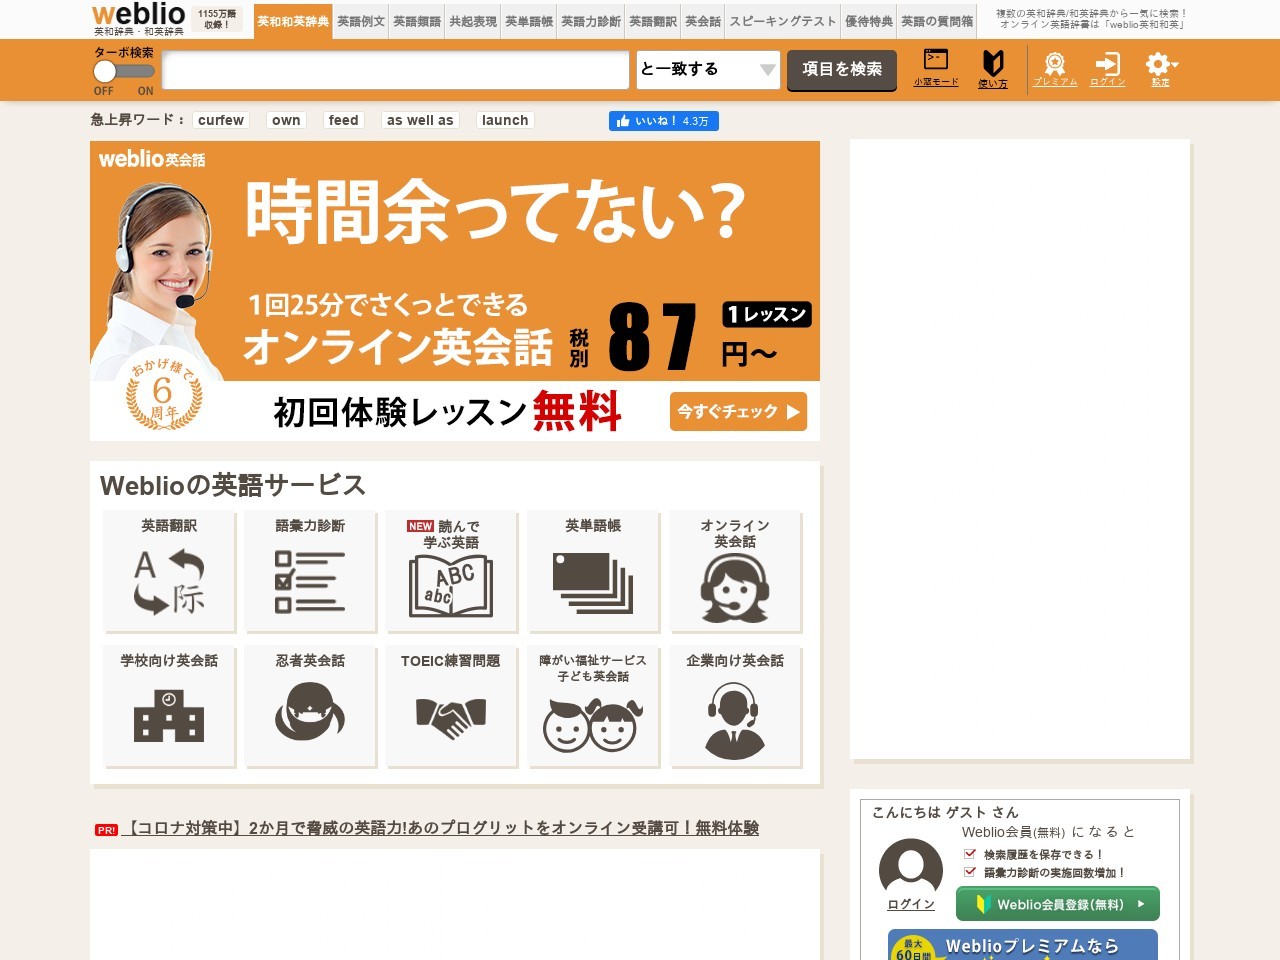 weblio
英和辞典・和英辞典
1155万語
収録！
英和和英辞典
英語例文
英語類語
共起表現
英単語帳
英語力診断
英語翻訳
英会話
スピーキングテスト
優待特典
英語の質問箱
複数の英和辞典/和英辞典から一気に検索！
オンライン英語辞書は「weblio英和和英」
ターボ検索
OFF ON
と一致する
項目を検索
小窓モード
使い方
プレミアム
ログイン
設定
急上昇ワード：
curfew
own
feed
as well as
launch
いいね！ 4.3万
weblio英会話
時間余ってない？
1回25分でさくっとできる
オンライン英会話
税別
87
1レッスン
円～
おかげ様で
6
周年
初回体験レッスン無料
今すぐチェック
Weblioの英語サービス
英語翻訳
語彙力診断
NEW 読んで
学ぶ英語
英単語帳
オンライン
英会話
A
际
ABC
abc
学校向け英会話
忍者英会話
TOEIC練習問題
障がい福祉サービス
子ども英会話
企業向け英会話
PR! 【コロナ対策中】2か月で脅威の英語力!あのプログリットをオンライン受講可！無料体験
こんにちは ゲスト さん
Weblio会員(無料) になると
検索履歴を保存できる！
語彙力診断の実施回数増加！
ログイン
Weblio会員登録(無料)
最大
60日間
Weblioプレミアムなら